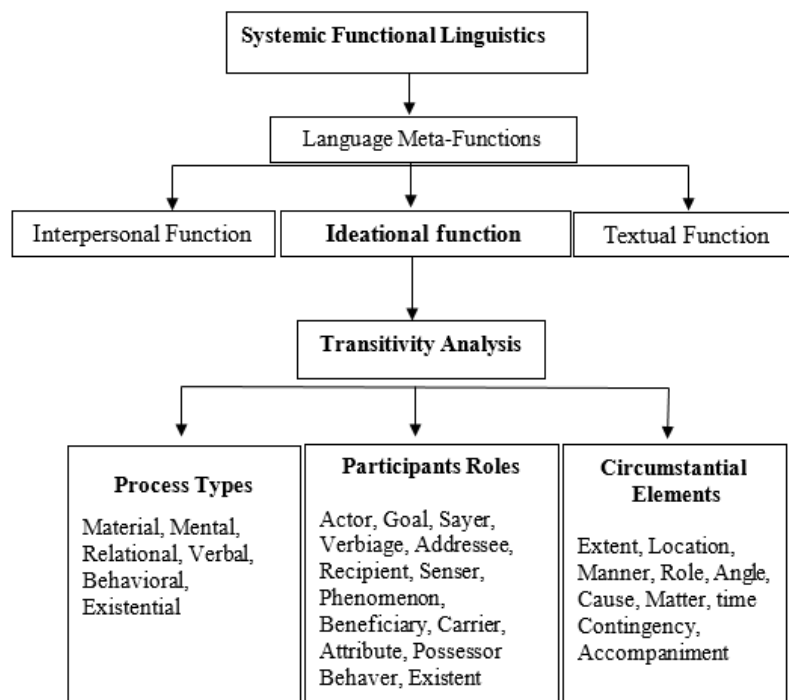 Systemic Functional Linguistics
Language Meta-Functions
Interpersonal Function
Ideational function
Textual Function
Transitivity Analysis
Process Types
Material, Mental,
Relational, Verbal,
Behavioral,
Existential
Participants Roles
Actor, Goal, Sayer,
Verbiage, Addressee,
Recipient, Senser,
Phenomenon,
Beneficiary, Carrier,
Attribute, Possessor
Behaver, Existent
Circumstantial
Elements
Extent, Location,
Manner, Role, Angle,
Cause, Matter, time
Contingency,
Accompaniment